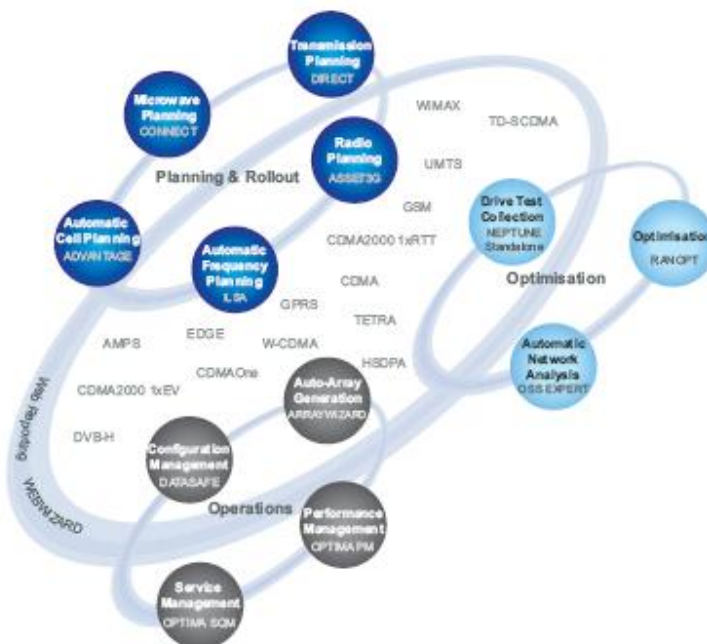 Transmission
Planning
DIRECT
Microwave
Planning
CONNECT
Radio
Planning
ASSET3G
Planning & Rollout
Automatic
Cell Planning
ADVANTAGE
Automatic
Frequency
Planning
ILSA
WIMAX
TD-SCDMA
UMTS
GSM
CDMA2000 1xRTT
CDMA
GPRS
TETRA
EDGE
W-CDMA
AMPS
HSDPA
CDMAOne
CDMA2000 1xEV
DVB-H
Drive Test
Collection
NEPTUNE
Standalone
Optimisation
RANOPT
Optimisation
Automatic
Network
Analysis
OSS EXPERT
Web Reporting
WEBWIZARD
Auto-Array
Generation
ARRAYWIZARD
Configuration
Management
DATASAFE
Operations
Performance
Management
OPTIMA PM
Service
Management
OPTIMA SQM